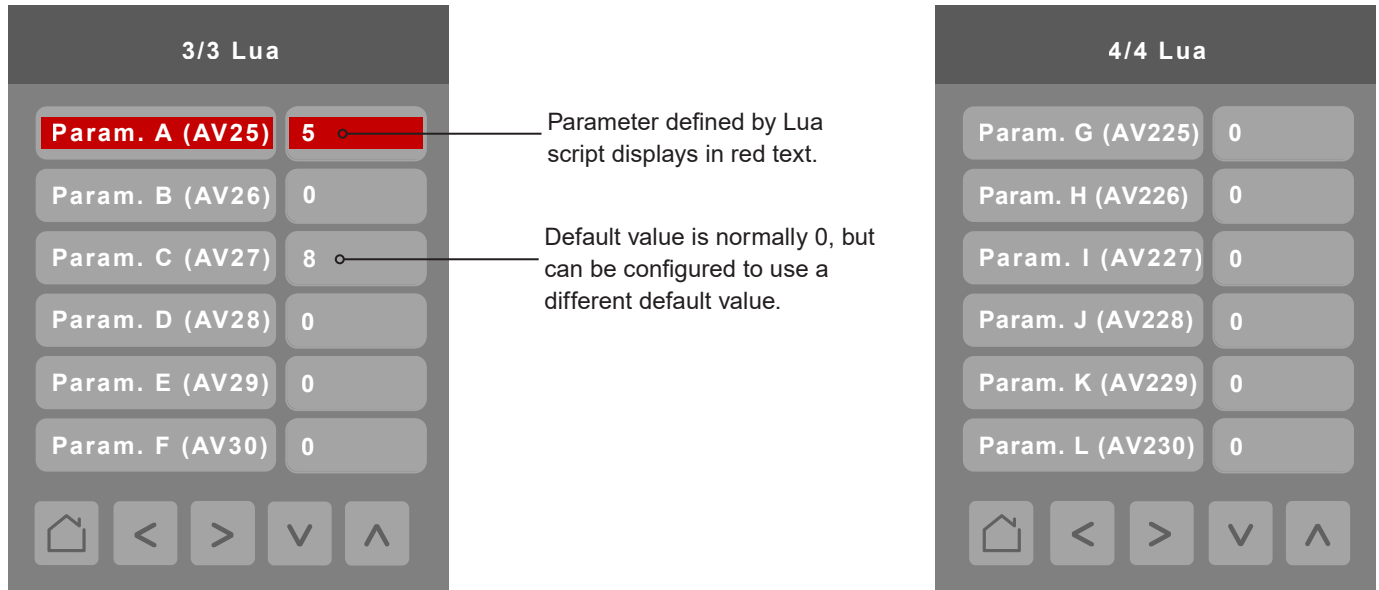 3/3 Lua
Param. A (AV25) 5
Param. B (AV26) 0
Param. C (AV27) 8
Param. D (AV28) 0
Param. E (AV29) 0
Param. F (AV30) 0
< > V Λ
Parameter defined by Lua
script displays in red text.
Default value is normally 0, but
can be configured to use a
different default value.
4/4 Lua
Param. G (AV225) 0
Param. H (AV226) 0
Param. I (AV227) 0
Param. J (AV228) 0
Param. K (AV229) 0
Param. L (AV230) 0
< > V Λ